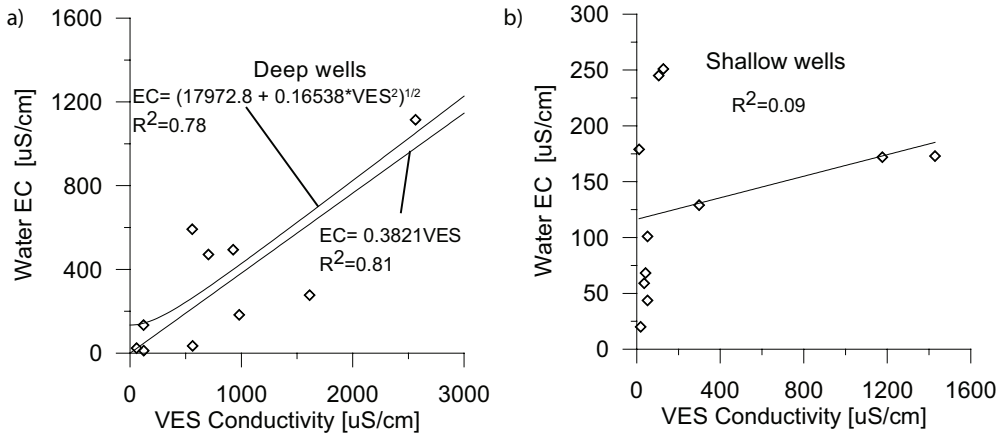 a)
1600
1200
800
400
0
Water EC [uS/cm]
Deep wells
EC= (17972.8 + 0.16538*VES²)¹/²
R²=0.78
EC= 0.3821VES
R²=0.81
0 1000 2000 3000
VES Conductivity [uS/cm]
b)
300
250
200
150
100
50
0
Water EC [uS/cm]
Shallow wells
R²=0.09
0 400 800 1200 1600
VES Conductivity [uS/cm]